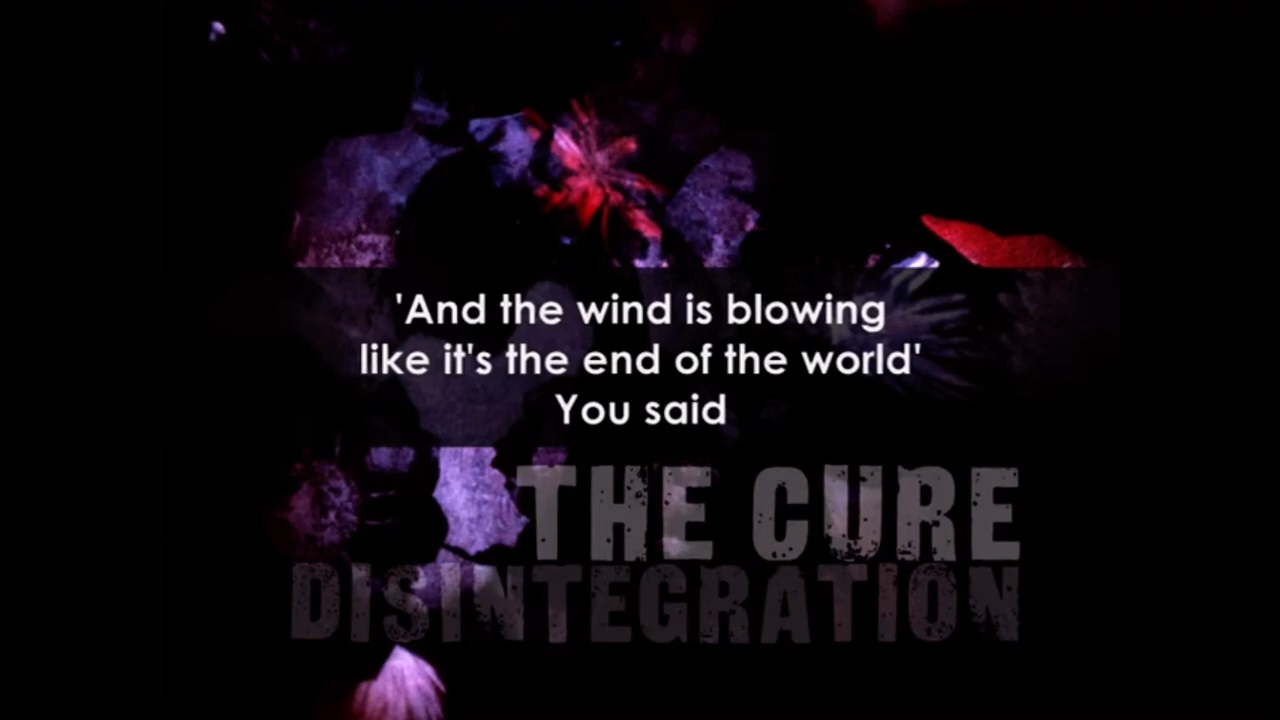 'And the wind is blowing
like it's the end of the world'
You said
THE CURE
DISINTEGRATION